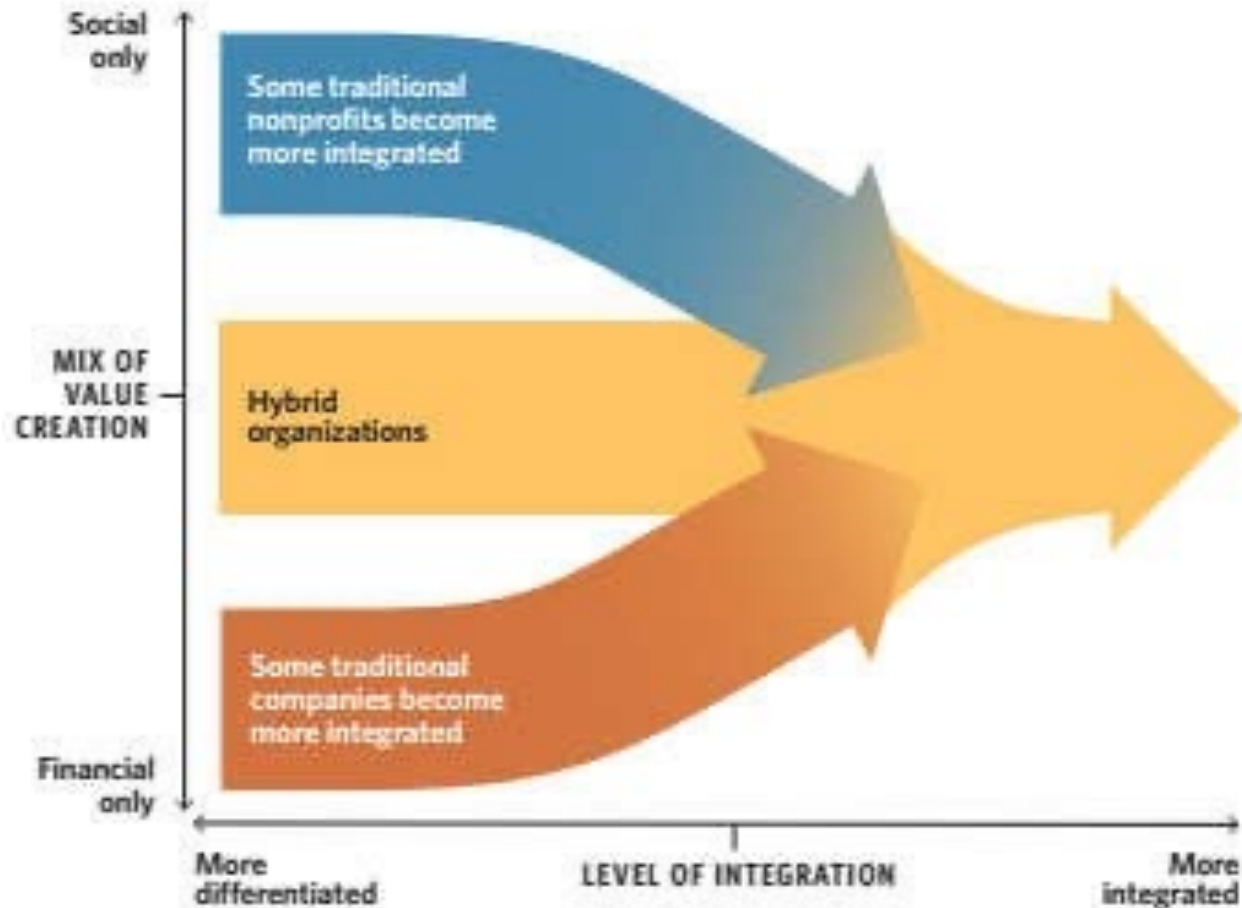 Social
only
Some traditional
nonprofits become
more integrated
MIX OF
VALUE
CREATION
Hybrid
organizations
Some traditional
companies become
more integrated
Financial
only
More
differentiated
LEVEL OF INTEGRATION
More
integrated